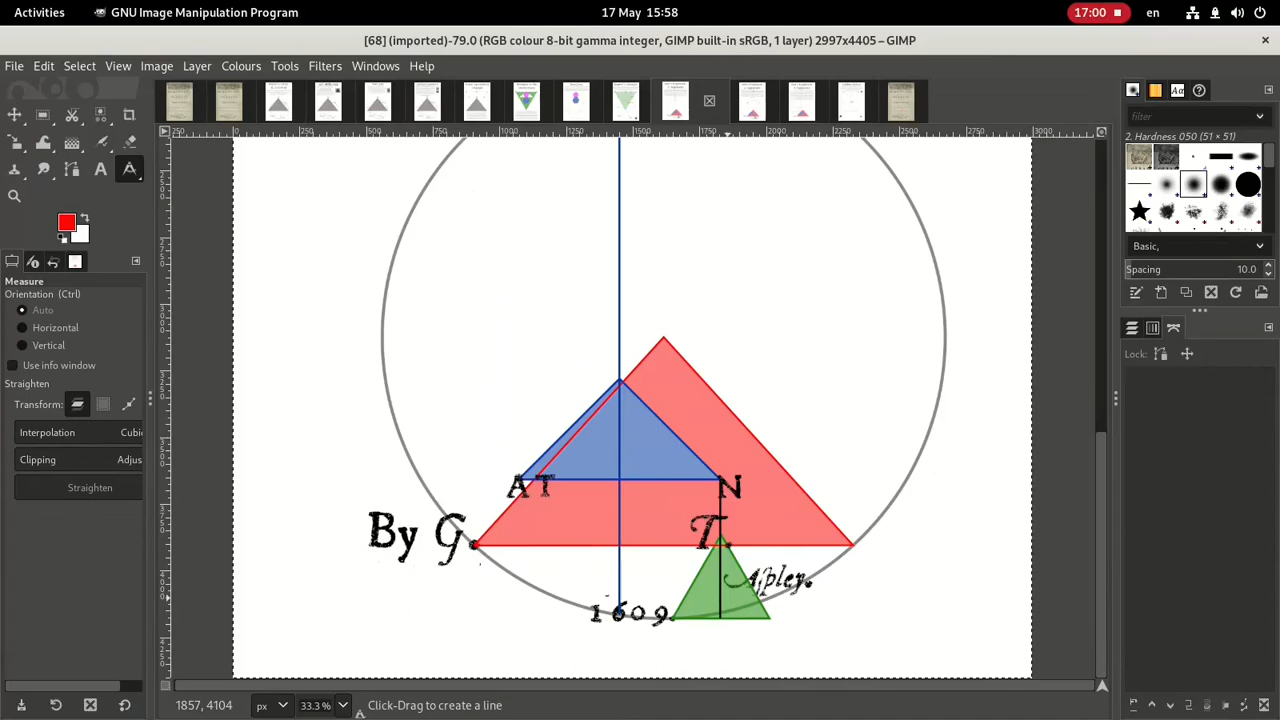 Activities GNU Image Manipulation Program 17 May 15:58 17:00 en
[68] (imported)-79.0 (RGB colour 8-bit gamma integer, GIMP built-in sRGB, 1 layer) 2997x4405 – GIMP
File Edit Select View Image Layer Colours Tools Filters Windows Help
filter
2. Hardness 050 (51 × 51)
Basic,
Spacing 10.0
Measure
Orientation (Ctrl)
Auto
Horizontal
Vertical
Use info window
Straighten
Transform:
Interpolation Cubi
Clipping Adjus
Straighten
Lock:
A T N
By G. T.
Aſpley.
1609.
1857, 4104 px 33.3 % Click-Drag to create a line